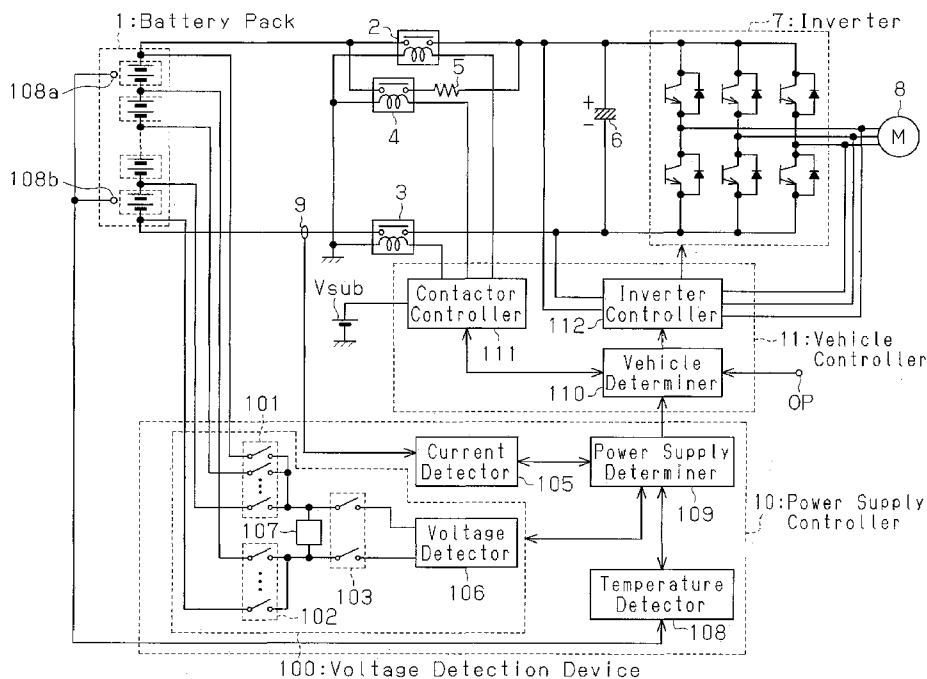 1:Battery Pack
2
7:Inverter
108a
5
8
4
+
-
6
M
108b
9
3
Vsub
Contactor
Controller
111
Inverter
Controller
112
11:Vehicle
Controller
Vehicle
Determiner
110
OP
101
Current
Detector
105
Power Supply
Determiner
109
10:Power Supply
Controller
107
Voltage
Detector
106
103
102
Temperature
Detector
108
100:Voltage Detection Device